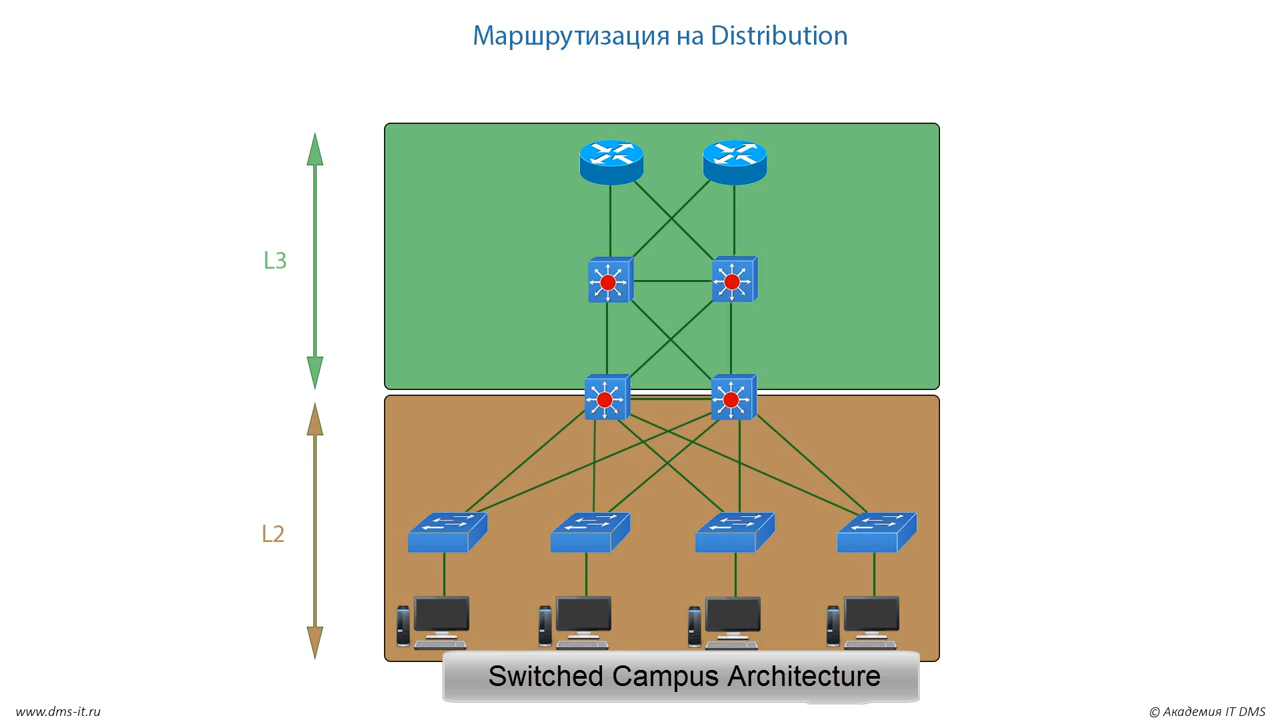 Маршрутизация на Distribution
L3
L2
Switched Campus Architecture
www.dms-it.ru
© Академия IT DMS